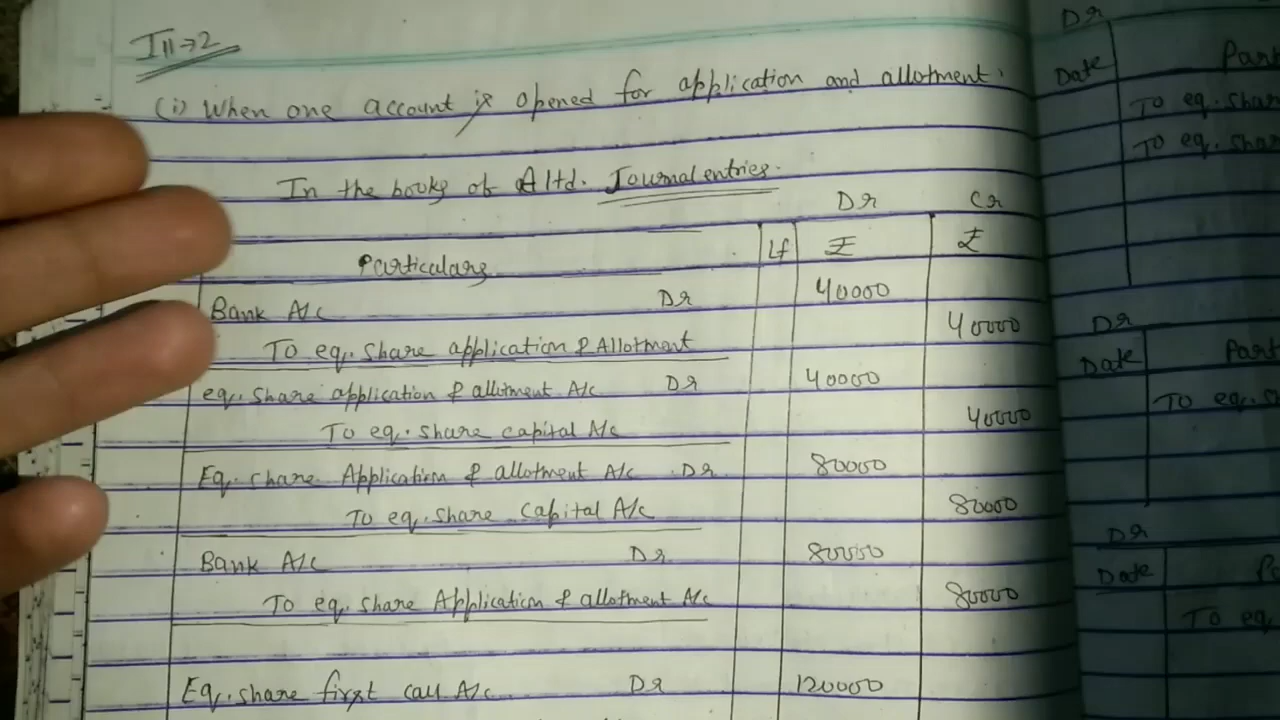 Ill→2
(i) When one account is opened for application and allotment.
In the books of A ltd. Journal entries.
Dr Cr
Particulars Lf ₹ ₹
Bank A/c Dr 40000
To eq. share application & Allotment 40000
eq. share application & allotment A/c Dr 40000
To eq. share capital A/c 40000
Eq. share Application & allotment A/c Dr 80000
To eq. share capital A/c 80000
Bank A/c Dr 80000
To eq. share Application & allotment A/c 80000
Eq. share first call A/c Dr 120000
Dr
Date
To eq. shar
To eq. sha
Dr
Date Part
To eq. s
Dr
Date
To eq.